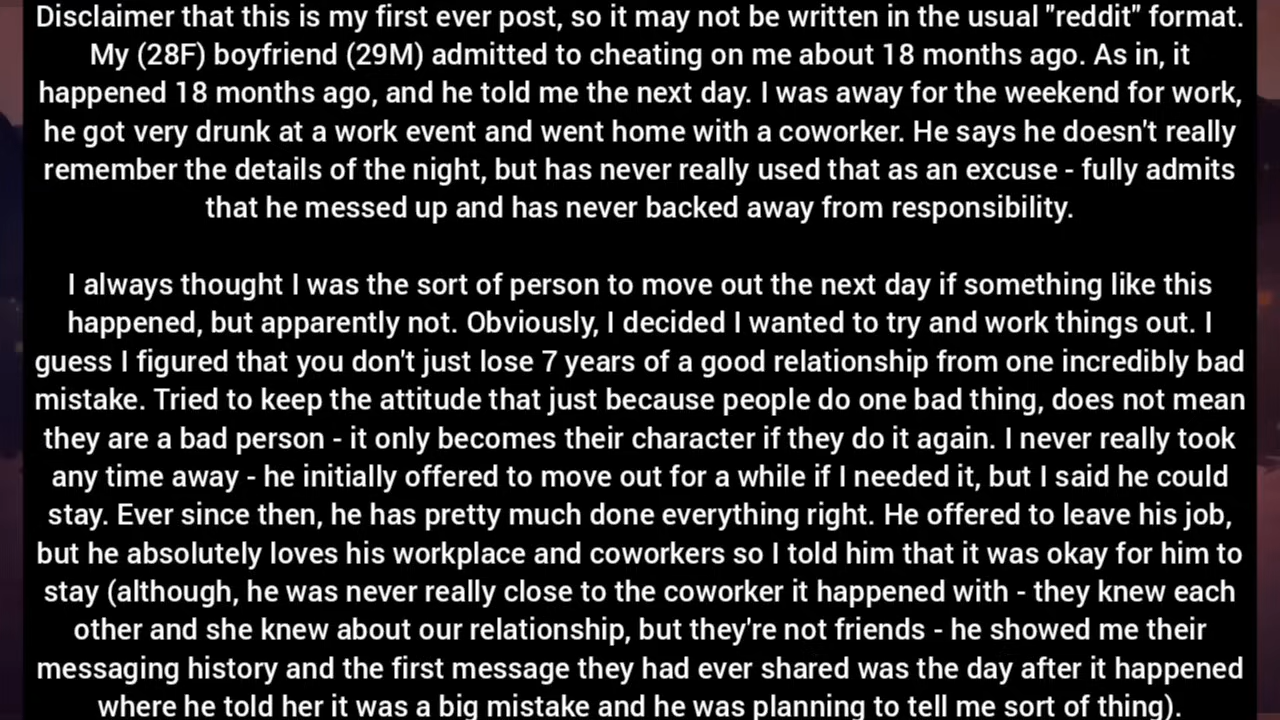 Disclaimer that this is my first ever post, so it may not be written in the usual "reddit" format.
My (28F) boyfriend (29M) admitted to cheating on me about 18 months ago. As in, it
happened 18 months ago, and he told me the next day. I was away for the weekend for work,
he got very drunk at a work event and went home with a coworker. He says he doesn't really
remember the details of the night, but has never really used that as an excuse - fully admits
that he messed up and has never backed away from responsibility.
I always thought I was the sort of person to move out the next day if something like this
happened, but apparently not. Obviously, I decided I wanted to try and work things out. I
guess I figured that you don't just lose 7 years of a good relationship from one incredibly bad
mistake. Tried to keep the attitude that just because people do one bad thing, does not mean
they are a bad person - it only becomes their character if they do it again. I never really took
any time away - he initially offered to move out for a while if I needed it, but I said he could
stay. Ever since then, he has pretty much done everything right. He offered to leave his job,
but he absolutely loves his workplace and coworkers so I told him that it was okay for him to
stay (although, he was never really close to the coworker it happened with - they knew each
other and she knew about our relationship, but they're not friends - he showed me their
messaging history and the first message they had ever shared was the day after it happened
where he told her it was a big mistake and he was planning to tell me sort of thing).